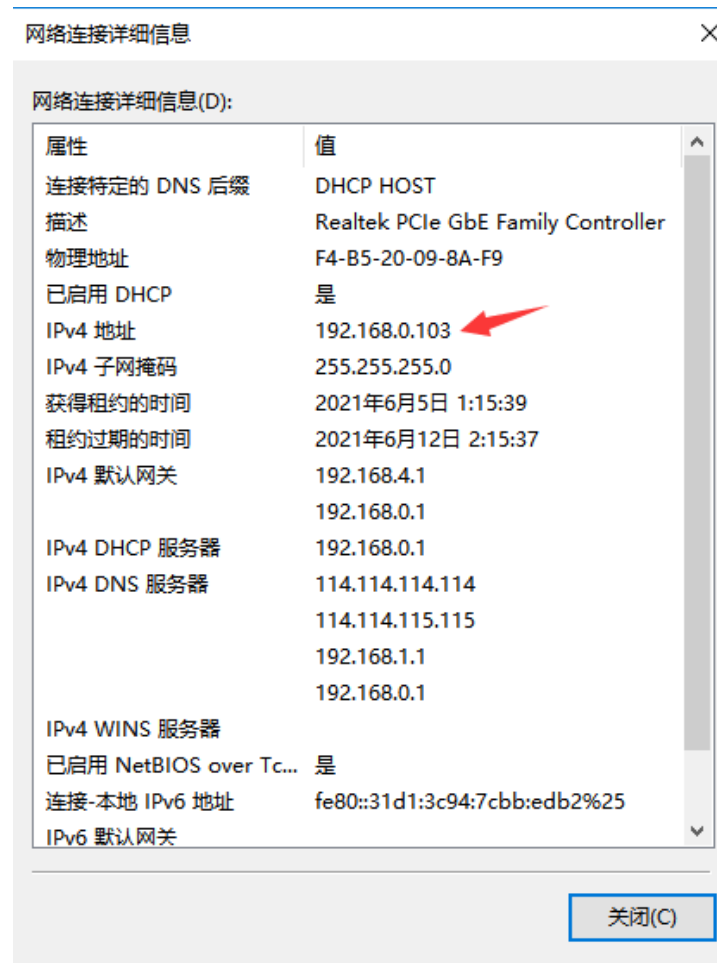 网络连接详细信息
网络连接详细信息(D):
属性 值
连接特定的 DNS 后缀 DHCP HOST
描述 Realtek PCIe GbE Family Controller
物理地址 F4-B5-20-09-8A-F9
已启用 DHCP 是
IPv4 地址 192.168.0.103
IPv4 子网掩码 255.255.255.0
获得租约的时间 2021年6月5日 1:15:39
租约过期的时间 2021年6月12日 2:15:37
IPv4 默认网关 192.168.4.1
192.168.0.1
IPv4 DHCP 服务器 192.168.0.1
IPv4 DNS 服务器 114.114.114.114
114.114.115.115
192.168.1.1
192.168.0.1
IPv4 WINS 服务器
已启用 NetBIOS over Tc... 是
连接-本地 IPv6 地址 fe80::31d1:3c94:7cbb:edb2%25
IPv6 默认网关
关闭(C)